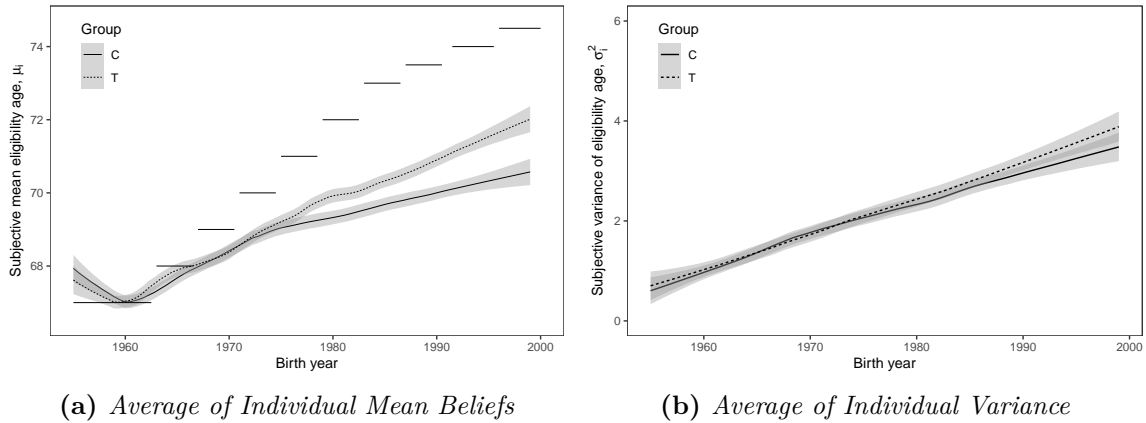 Group
C
T
74
72
70
68
Subjective mean eligibility age, μᵢ
1960
1970
1980
1990
2000
Birth year
(a) Average of Individual Mean Beliefs
Group
C
T
6
4
2
0
Subjective variance of eligibility age, σᵢ²
1960
1970
1980
1990
2000
Birth year
(b) Average of Individual Variance